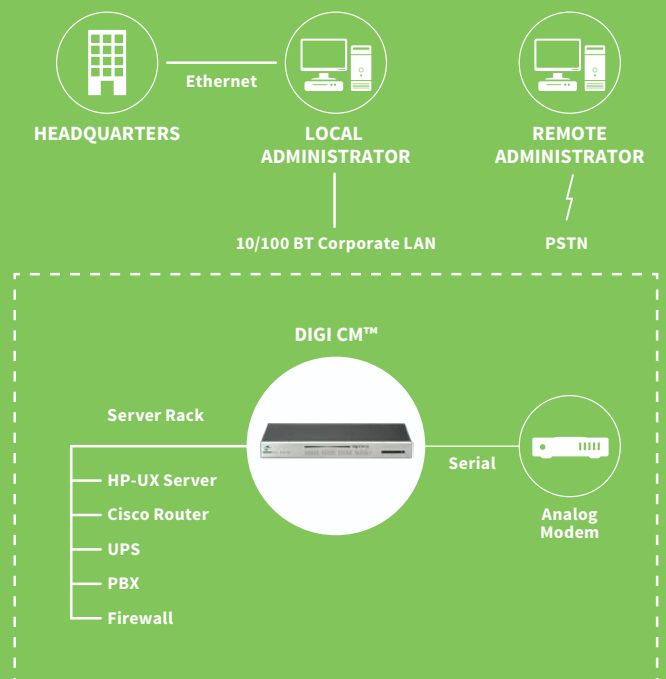 Ethernet
HEADQUARTERS
LOCAL
ADMINISTRATOR
REMOTE
ADMINISTRATOR
10/100 BT Corporate LAN
PSTN
DIGI CM™
Server Rack
HP-UX Server
Cisco Router
UPS
PBX
Firewall
Serial
Analog
Modem